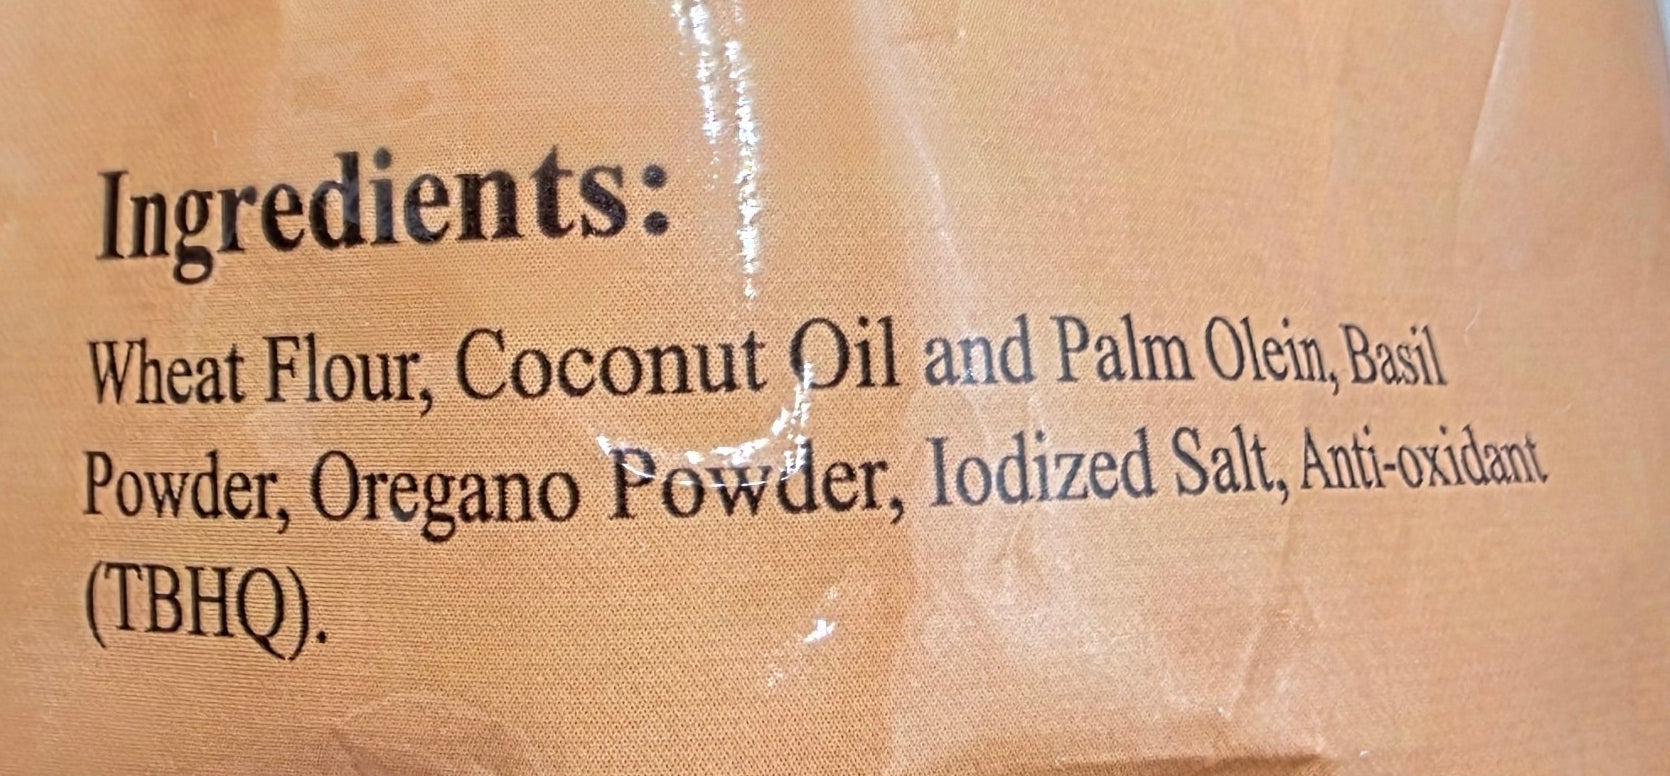 Ingredients:
Wheat Flour, Coconut Oil and Palm Olein, Basil
Powder, Oregano Powder, Iodized Salt, Anti-oxidant
(TBHQ).